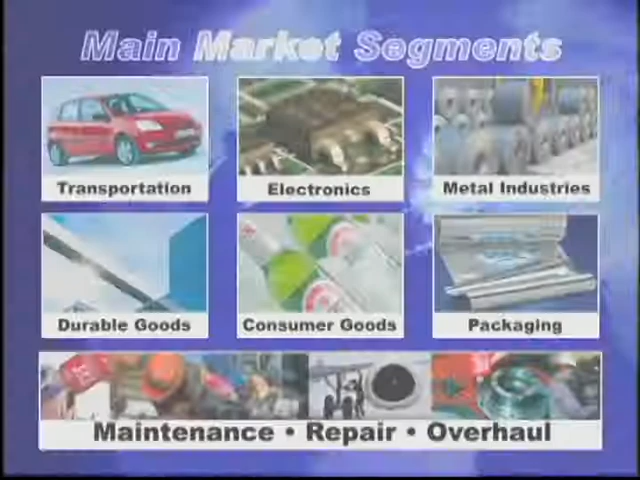 Main Market Segments
Transportation
Electronics
Metal Industries
Durable Goods
Consumer Goods
Packaging
Maintenance • Repair • Overhaul